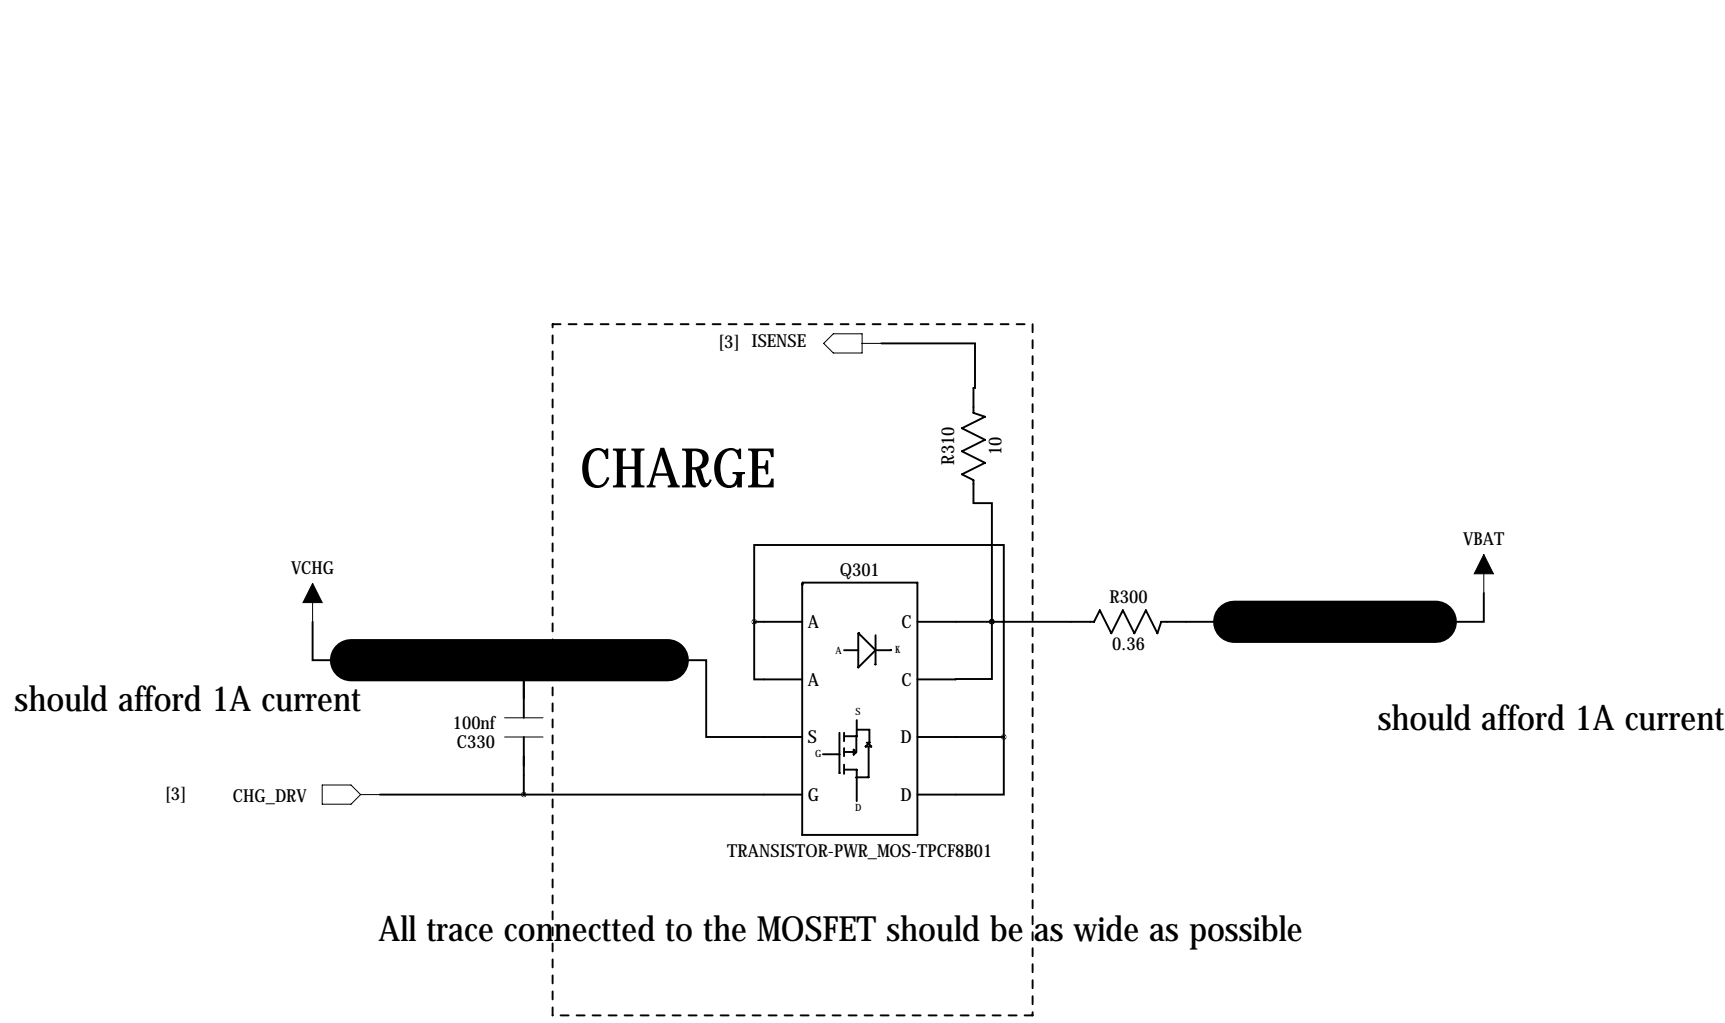 [3] ISENSE
R310
10
CHARGE
VBAT
VCHG
Q301
R300
0.36
A
C
A
K
A
C
should afford 1A current
should afford 1A current
100nf
C330
S
S
D
G
[3] CHG_DRV
G
D
D
TRANSISTOR-PWR_MOS-TPCF8B01
All trace connectted to the MOSFET should be as wide as possible